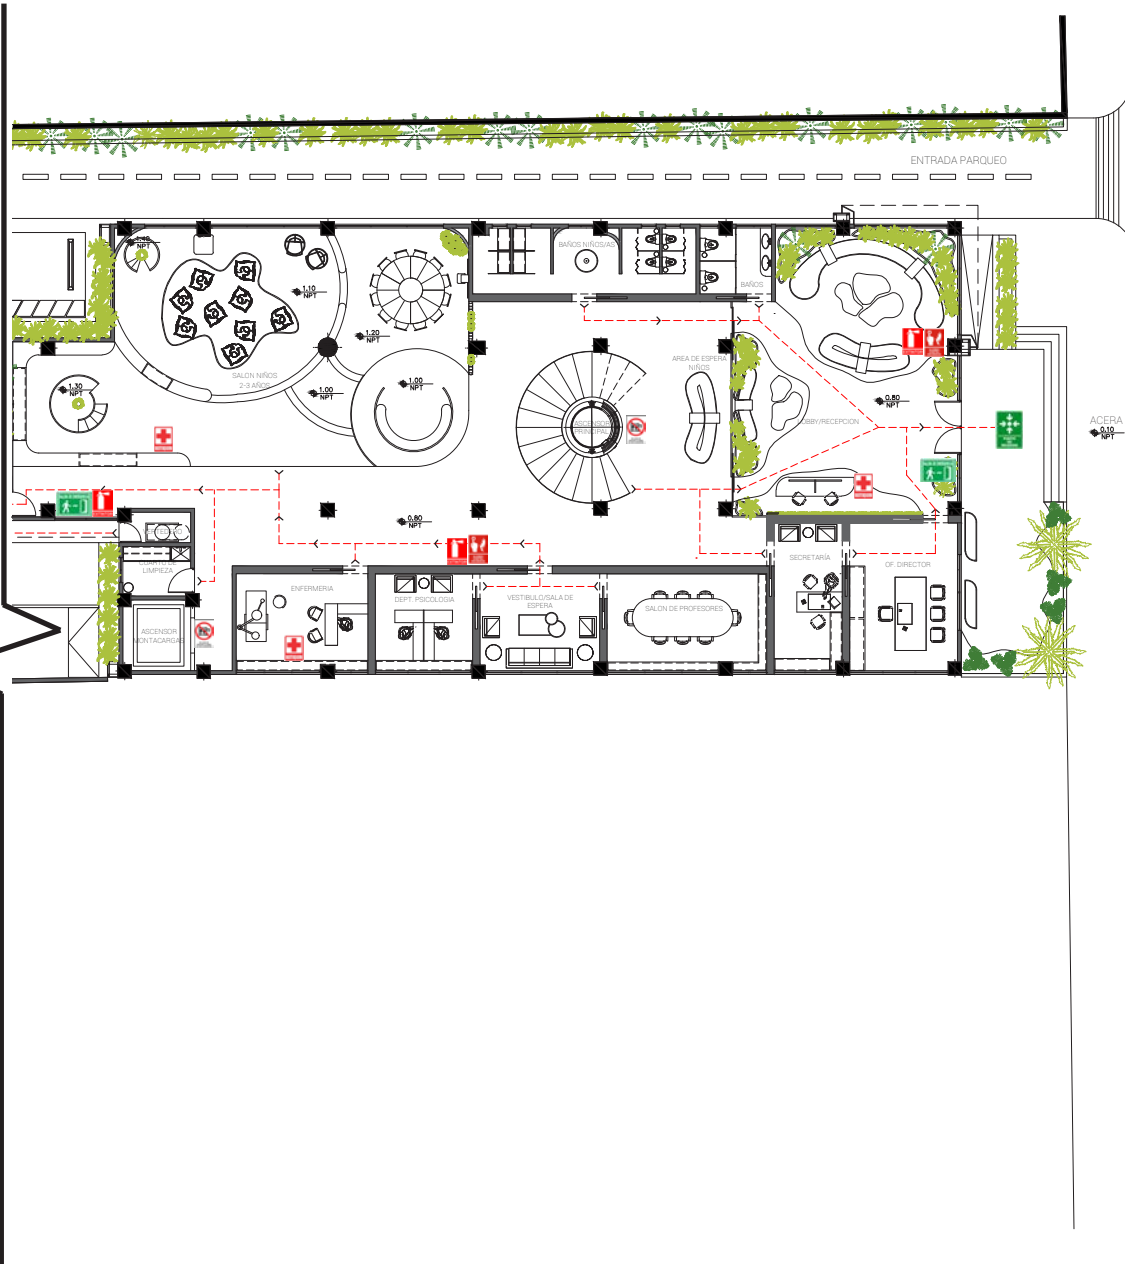 ENTRADA PARQUEO
BAÑOS NIÑOS/AS
BAÑOS
1.10
NPT
1.20
NPT
SALON NIÑOS
2-3 AÑOS
1.00
NPT
1.00
NPT
1.30
NPT
AREA DE ESPERA
NIÑOS
0.80
NPT
LOBBY/RECEPCION
ASCENSOR
PRINCIPAL
ACERA
0.10
NPT
0.80
NPT
CUARTO DE
LIMPIEZA
ASCENSOR
MONTACARGAS
ENFERMERIA
DEPT. PSICOLOGIA
VESTIBULO/SALA DE
ESPERA
SALON DE PROFESORES
SECRETARÍA
OF. DIRECTOR